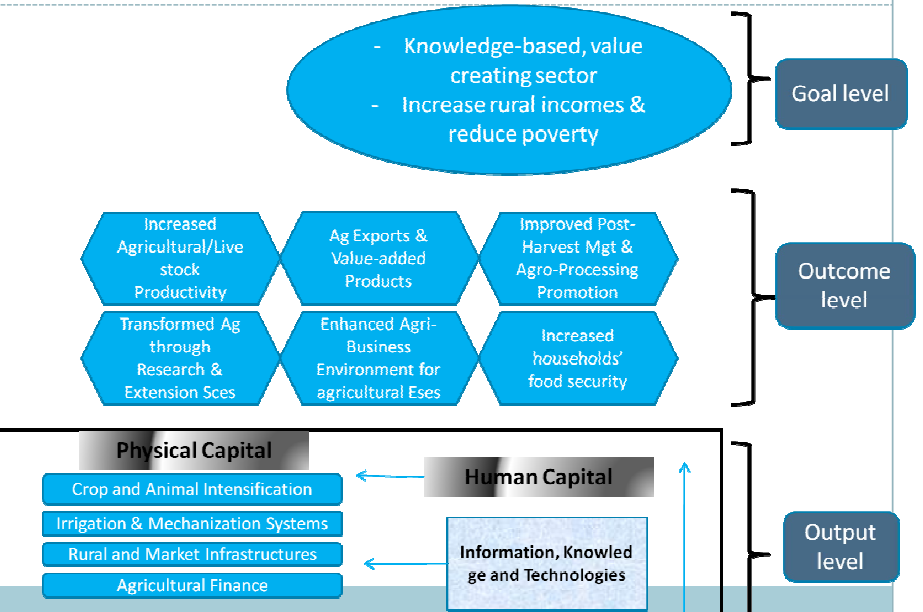 - Knowledge-based, value
creating sector
- Increase rural incomes &
reduce poverty
Goal level
Increased
Agricultural/Live
stock
Productivity
Ag Exports &
Value-added
Products
Improved Post-
Harvest Mgt &
Agro-Processing
Promotion
Outcome
level
Transformed Ag
through
Research &
Extension Sces
Enhanced Agri-
Business
Environment for
agricultural Eses
Increased
households’
food security
Physical Capital
Crop and Animal Intensification
Irrigation & Mechanization Systems
Rural and Market Infrastructures
Agricultural Finance
Human Capital
Information, Knowled
ge and Technologies
Output
level